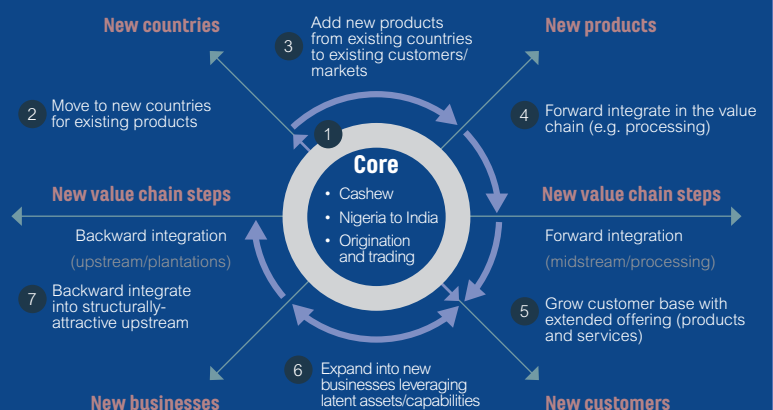 New countries
3
Add new products
from existing countries
to existing customers/
markets
New products
2
Move to new countries
for existing products
1
4
Forward integrate in the value
chain (e.g. processing)
Core
• Cashew
• Nigeria to India
• Origination
and trading
New value chain steps
Backward integration
(upstream/plantations)
New value chain steps
Forward integration
(midstream/processing)
7
Backward integrate
into structurally-
attractive upstream
5
Grow customer base with
extended offering (products
and services)
6
Expand into new
businesses leveraging
latent assets/capabilities
New businesses
New customers